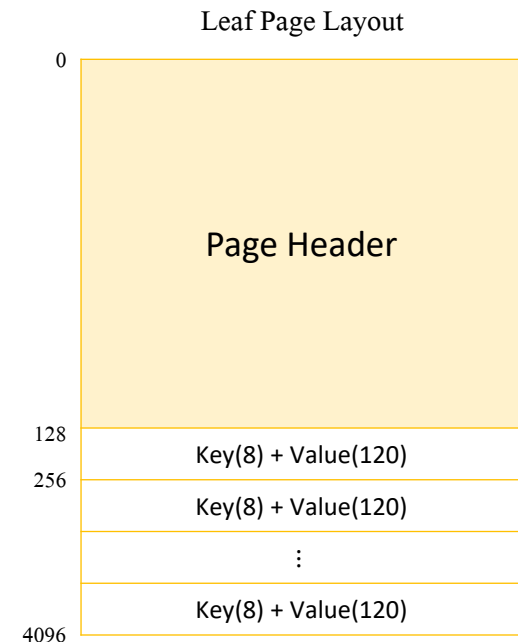 Leaf Page Layout
0
Page Header
128
Key(8) + Value(120)
256
Key(8) + Value(120)
⋮
Key(8) + Value(120)
4096